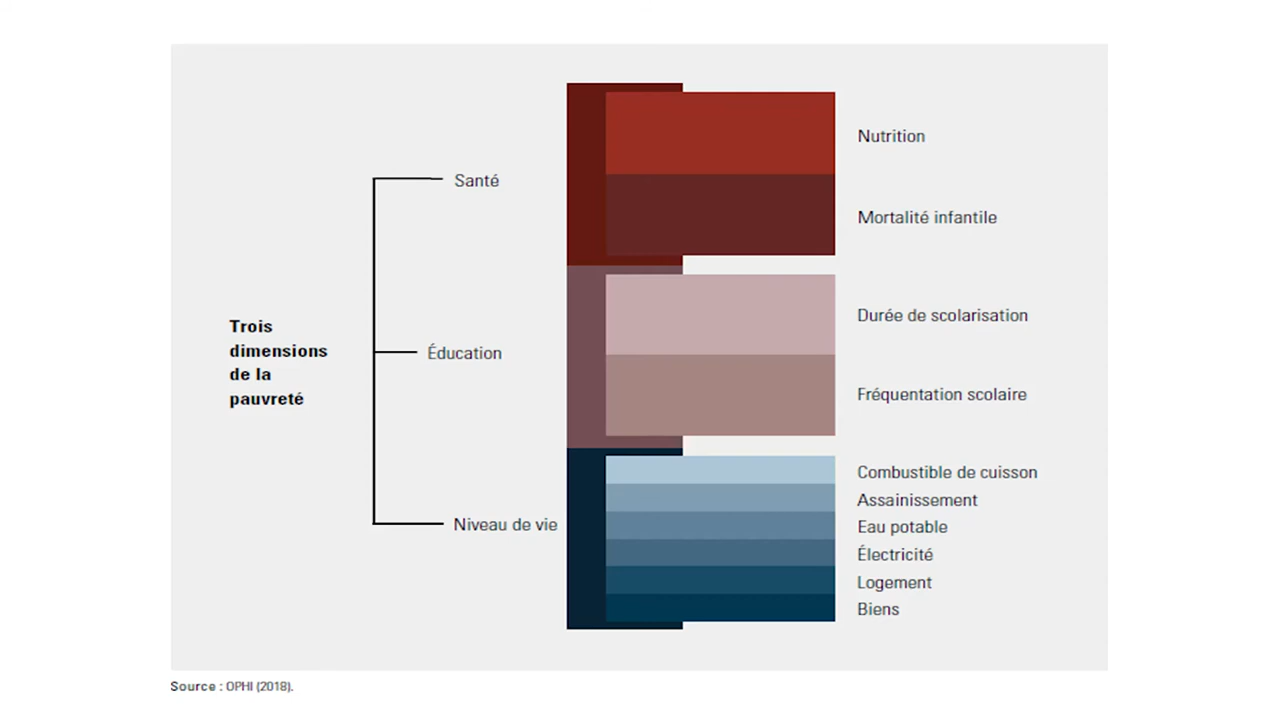 Nutrition
Santé
Mortalité infantile
Trois
dimensions
de la
pauvreté
Durée de scolarisation
Éducation
Fréquentation scolaire
Combustible de cuisson
Assainissement
Niveau de vie
Eau potable
Électricité
Logement
Biens
Source : OPHI (2018).